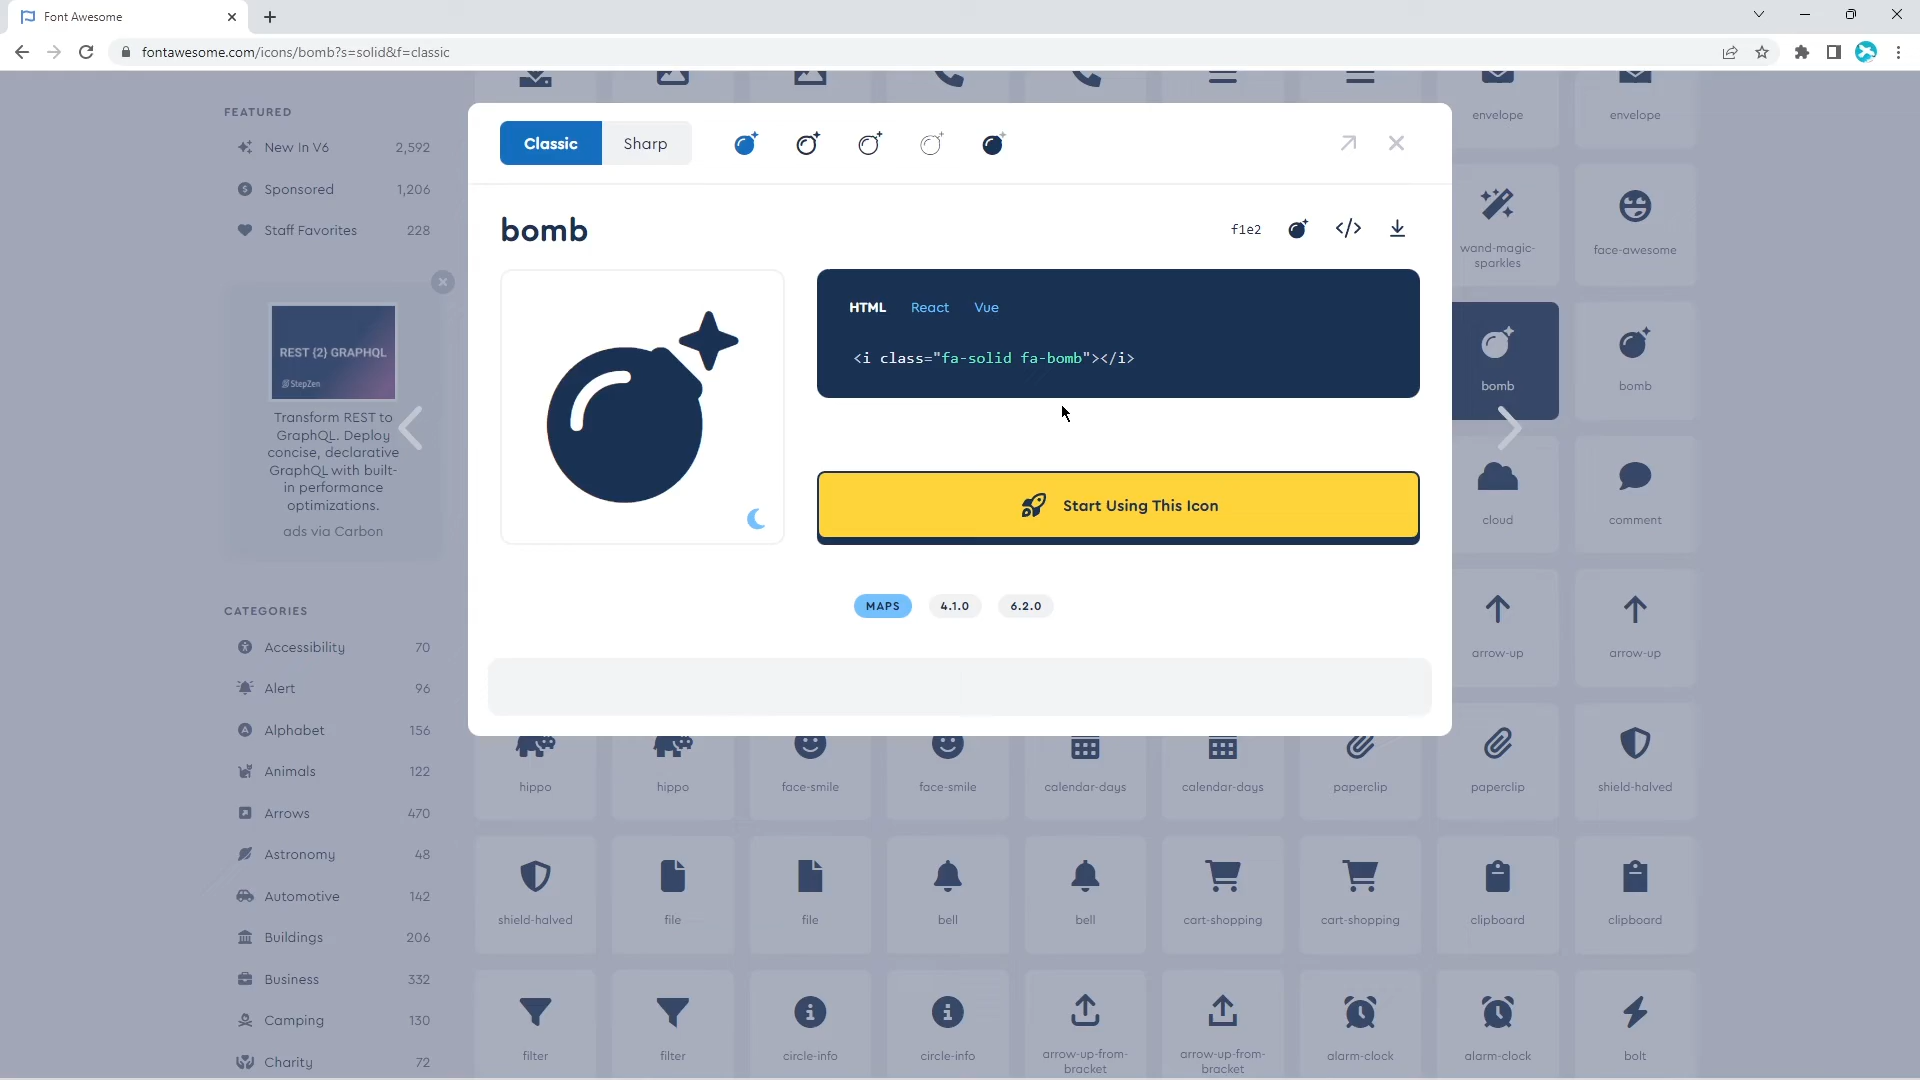 Font Awesome
fontawesome.com/icons/bomb?s=solid&f=classic
FEATURED
New In V6 2,592
Sponsored 1,206
Staff Favorites 228
REST {2} GRAPHQL
StepZen
Transform REST to
GraphQL. Deploy
concise, declarative
GraphQL with built-
in performance
optimizations.
ads via Carbon
CATEGORIES
Accessibility 70
Alert 96
Alphabet 156
Animals 122
Arrows 470
Astronomy 48
Automotive 142
Buildings 206
Business 332
Camping 130
Charity 72
Classic Sharp
bomb
f1e2
HTML React Vue
<i class="fa-solid fa-bomb"></i>
Start Using This Icon
MAPS 4.1.0 6.2.0
envelope envelope
wand-magic-
sparkles
face-awesome
bomb bomb
cloud comment
arrow-up arrow-up
hippo hippo face-smile face-smile calendar-days calendar-days paperclip paperclip shield-halved
shield-halved file file bell bell cart-shopping cart-shopping clipboard clipboard
filter filter circle-info circle-info arrow-up-from-
bracket
arrow-up-from-
bracket
alarm-clock alarm-clock bolt